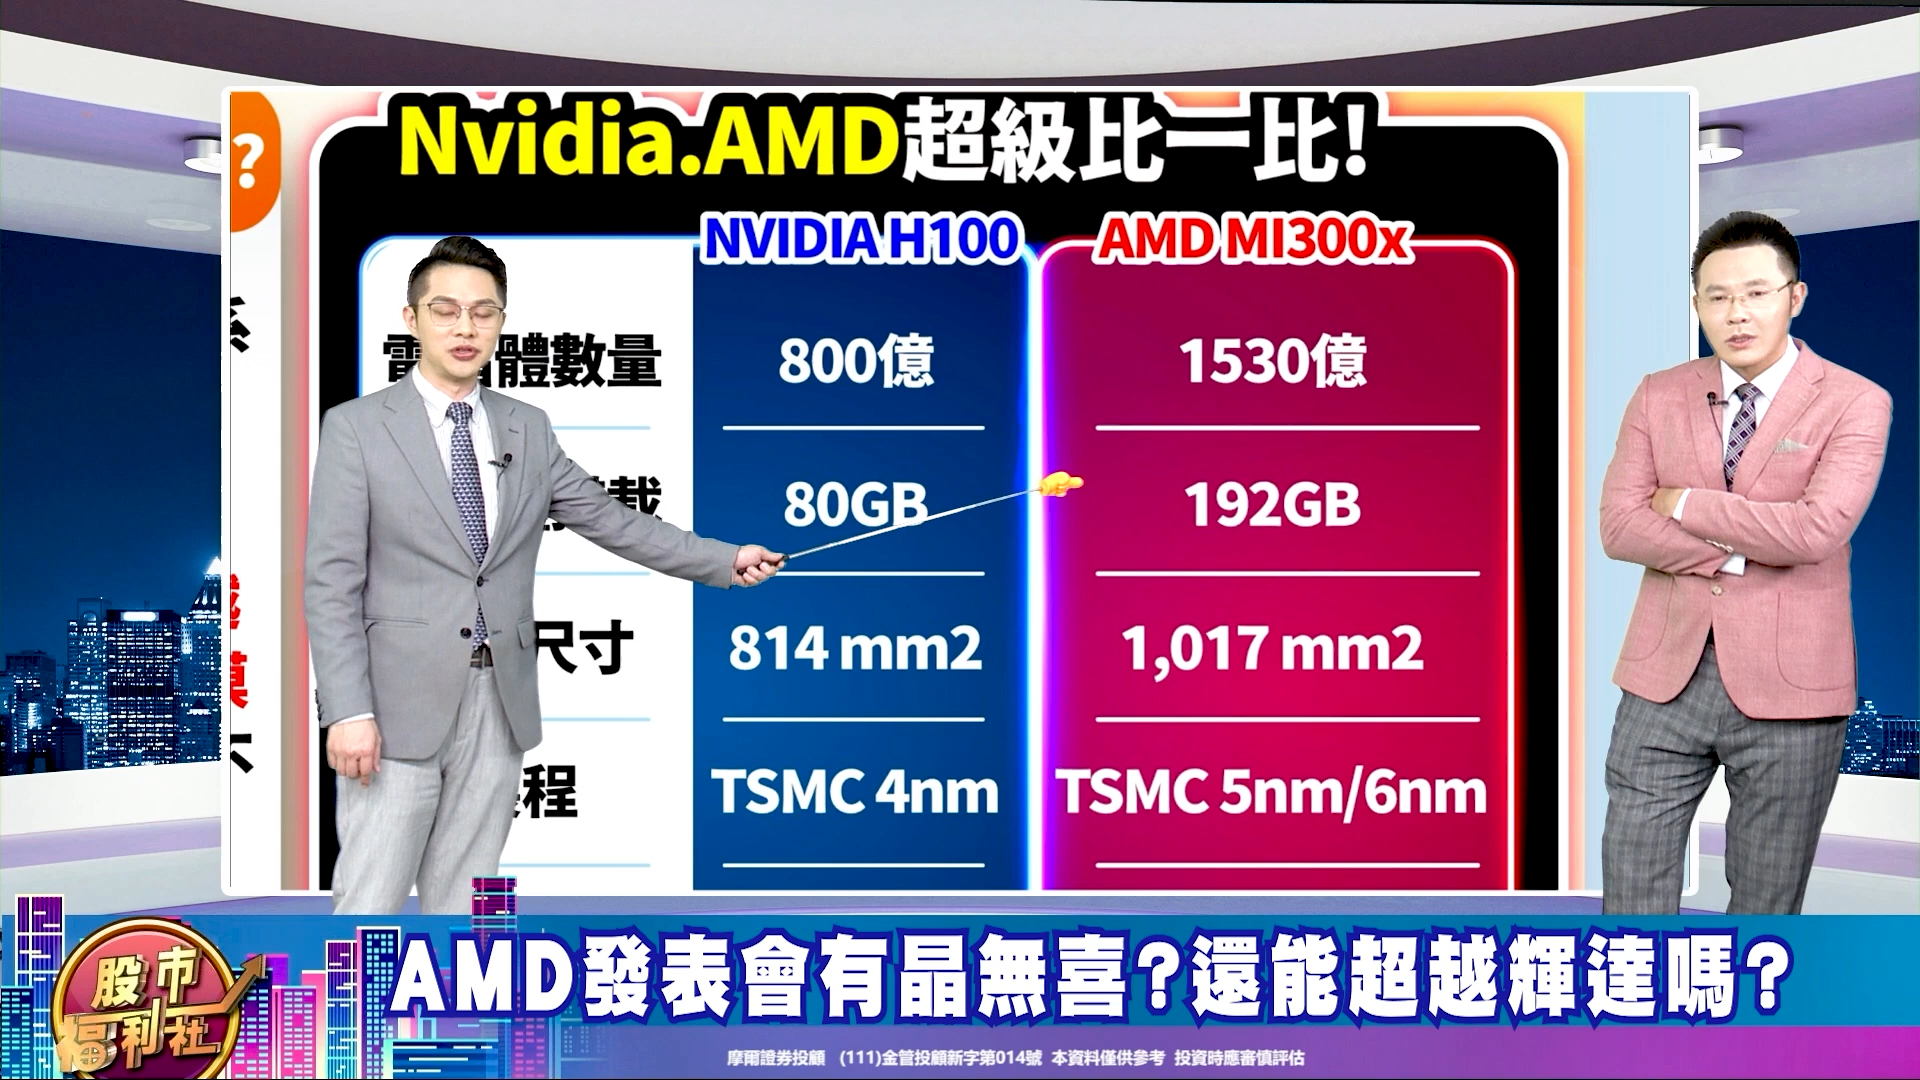 ?
Nvidia.AMD超級比一比!
NVIDIA H100
AMD MI300x
電晶體數量
800億
1530億
載
80GB
192GB
尺寸
814 mm2
1,017 mm2
製程
TSMC 4nm
TSMC 5nm/6nm
AMD發表會有晶無喜?還能超越輝達嗎?
股市
福利社
摩爾證券投顧 (111)金管投顧新字第014號 本資料僅供參考 投資時應審慎評估